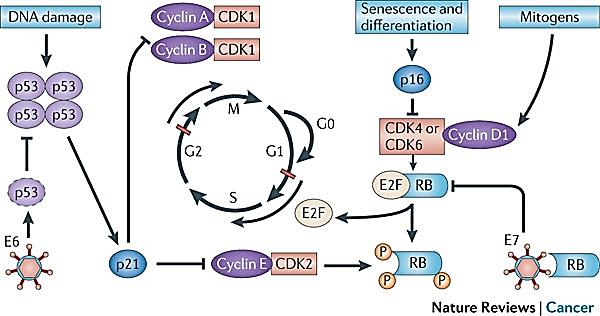 DNA damage
Cyclin A
CDK1
Cyclin B
CDK1
Senescence and
differentiation
Mitogens
p53
p53
p53
p53
p16
M
G0
G1
S
G2
CDK4 or
CDK6
Cyclin D1
p53
E2F
RB
E2F
E6
E7
p21
Cyclin E
CDK2
P
RB
P
P
RB
Nature Reviews | Cancer